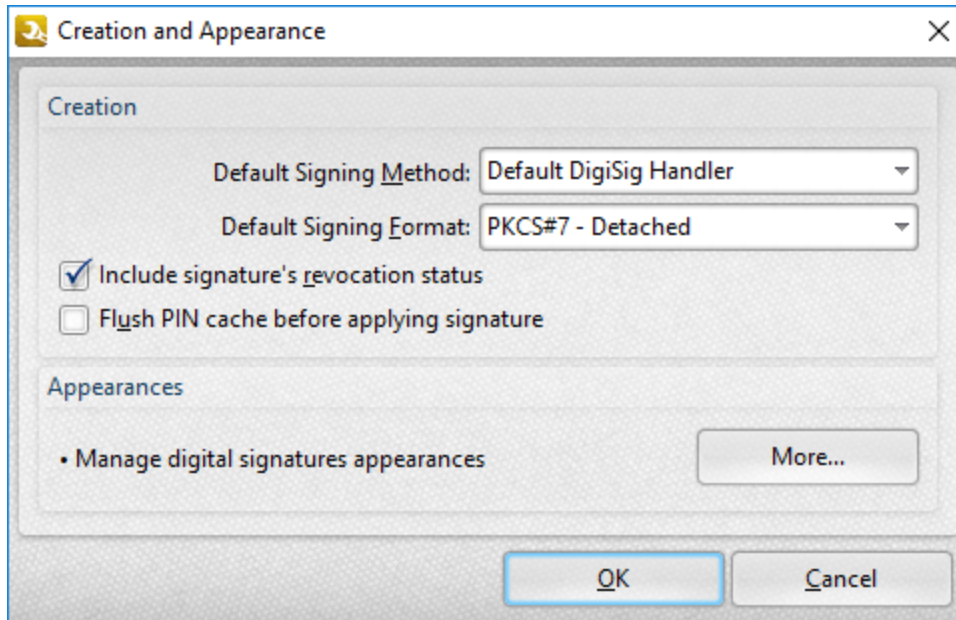 Creation and Appearance
Creation
Default Signing Method: Default DigiSig Handler
Default Signing Format: PKCS#7 - Detached
Include signature's revocation status
Flush PIN cache before applying signature
Appearances
• Manage digital signatures appearances More...
OK Cancel